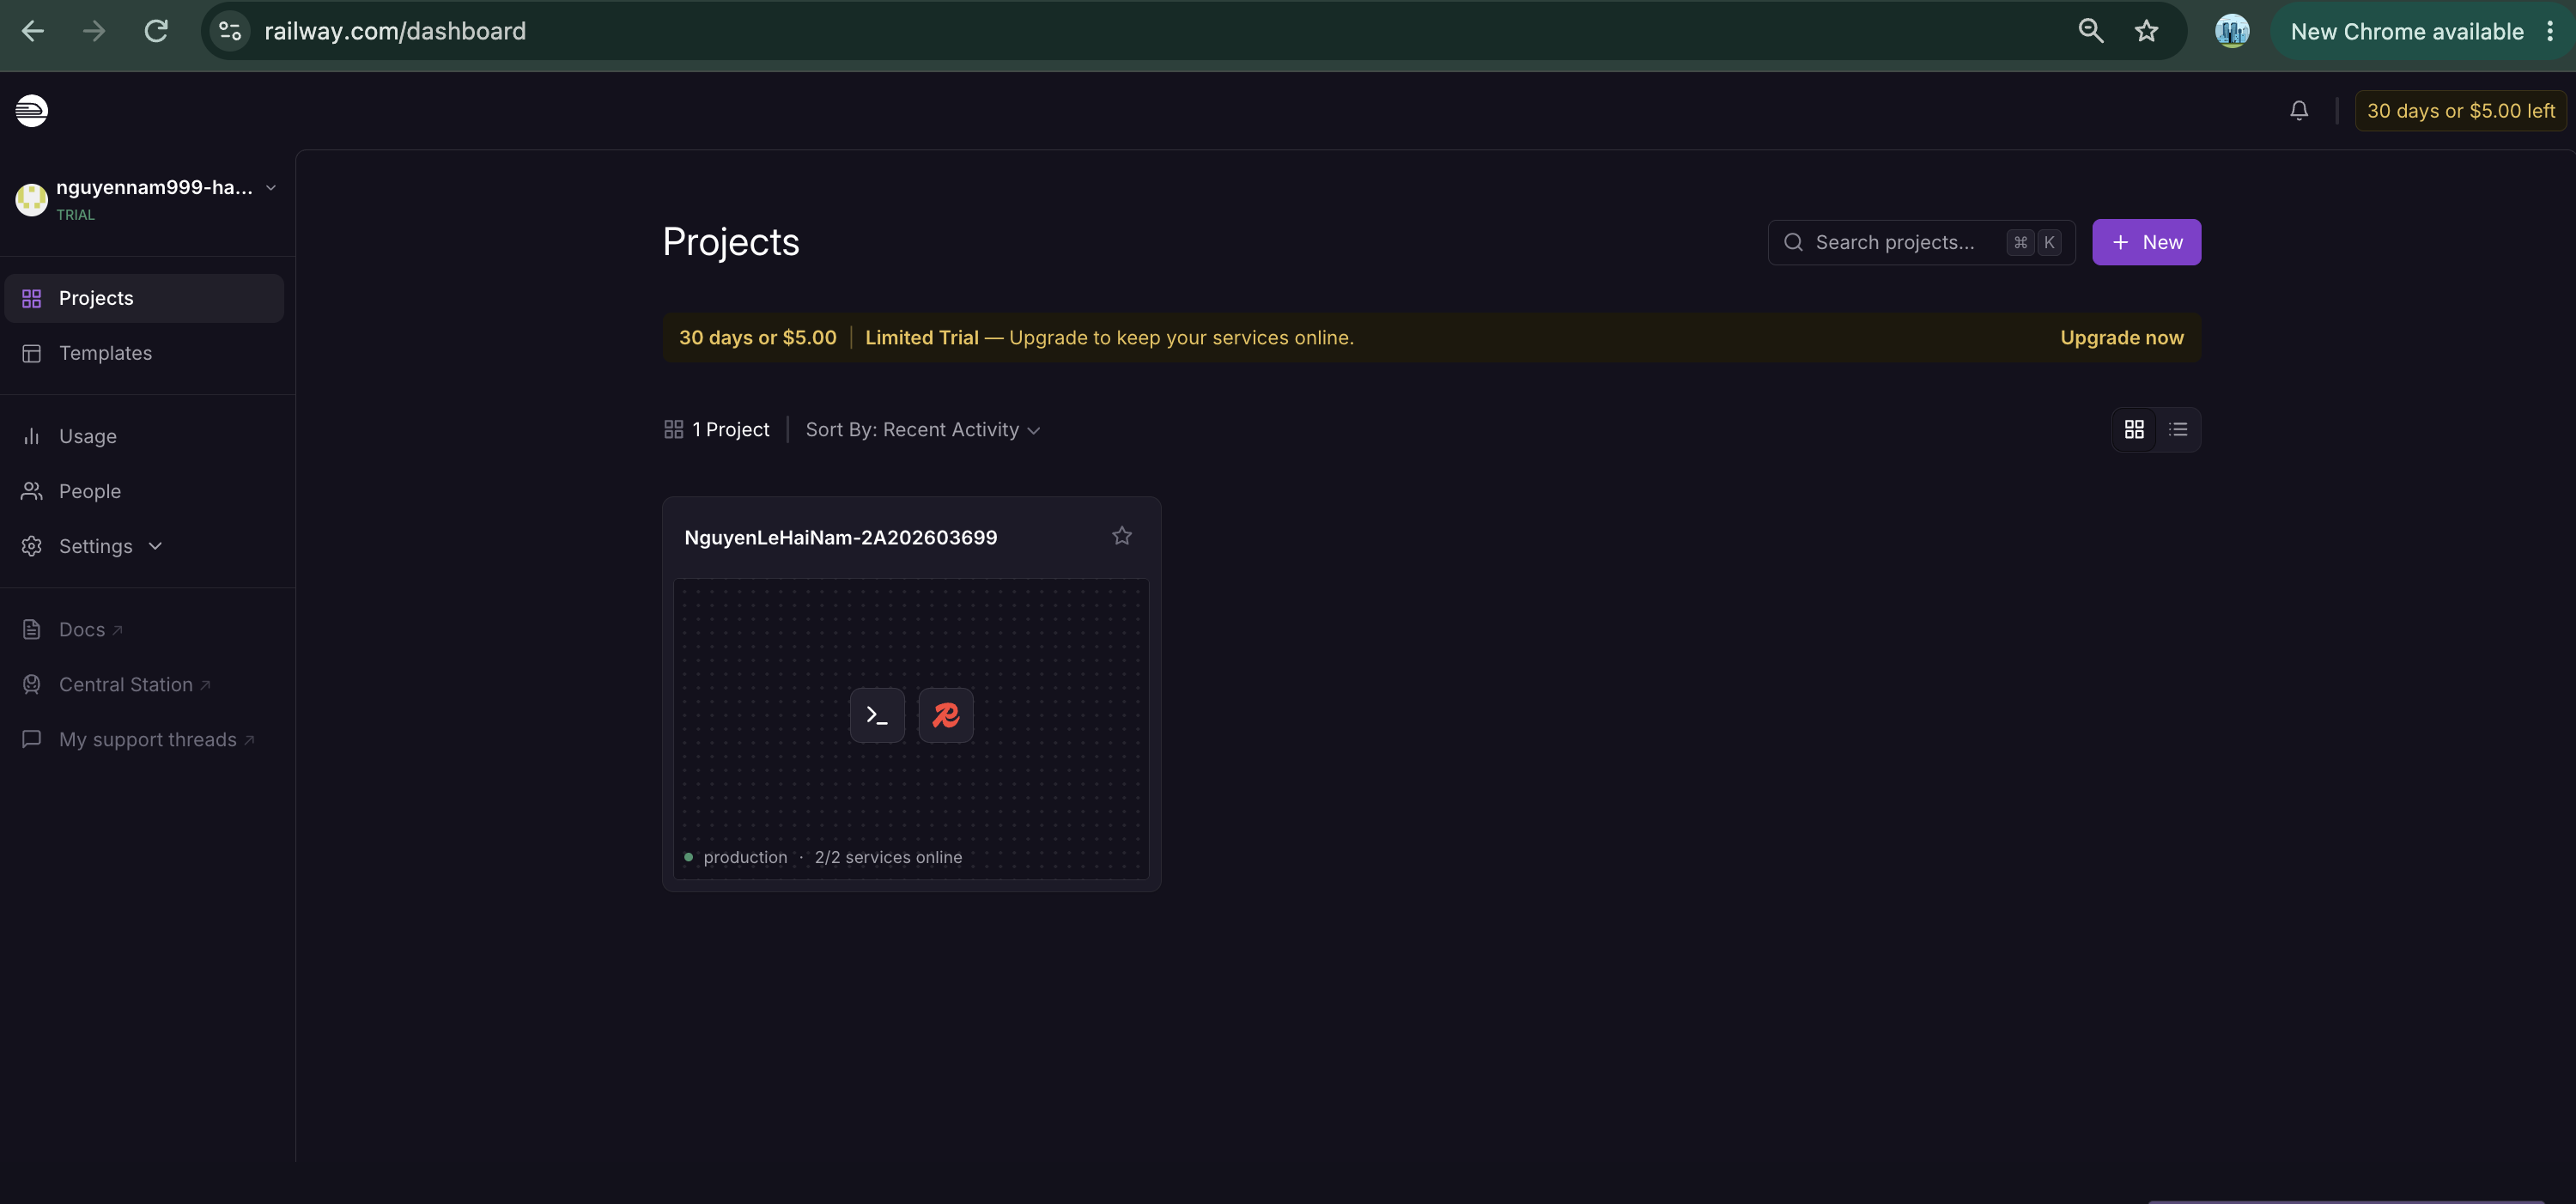 railway.com/dashboard
New Chrome available
30 days or $5.00 left
nguyennam999-ha...
TRIAL
Projects
Templates
Usage
People
Settings
Docs
Central Station
My support threads
Projects
Search projects...
⌘ K
+ New
30 days or $5.00 | Limited Trial — Upgrade to keep your services online.
Upgrade now
1 Project
Sort By: Recent Activity
NguyenLeHaiNam-2A202603699
production · 2/2 services online